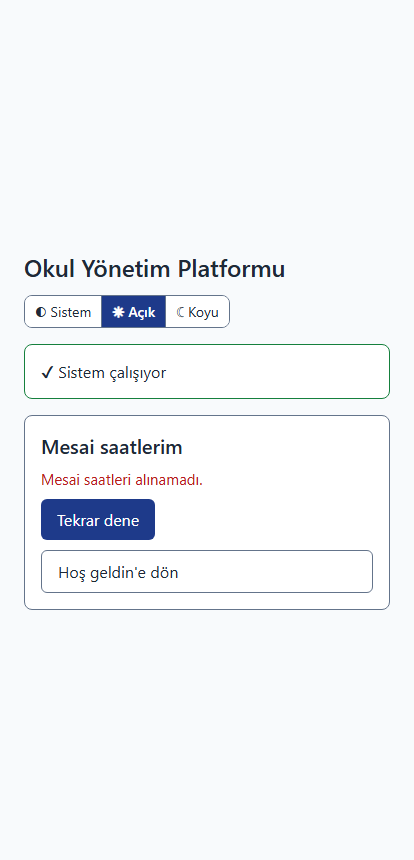 Okul Yönetim Platformu
◐ Sistem ☀ Açık ☾ Koyu
✓ Sistem çalışıyor
Mesai saatlerim
Mesai saatleri alınamadı.
Tekrar dene
Hoş geldin'e dön